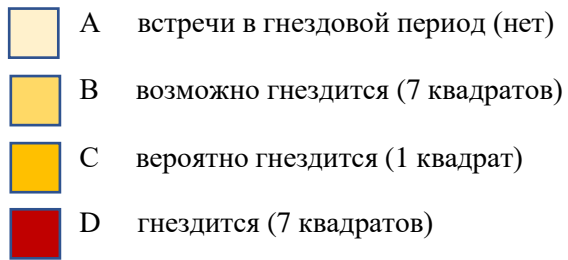 A встречи в гнездовой период (нет)
B возможно гнездится (7 квадратов)
C вероятно гнездится (1 квадрат)
D гнездится (7 квадратов)